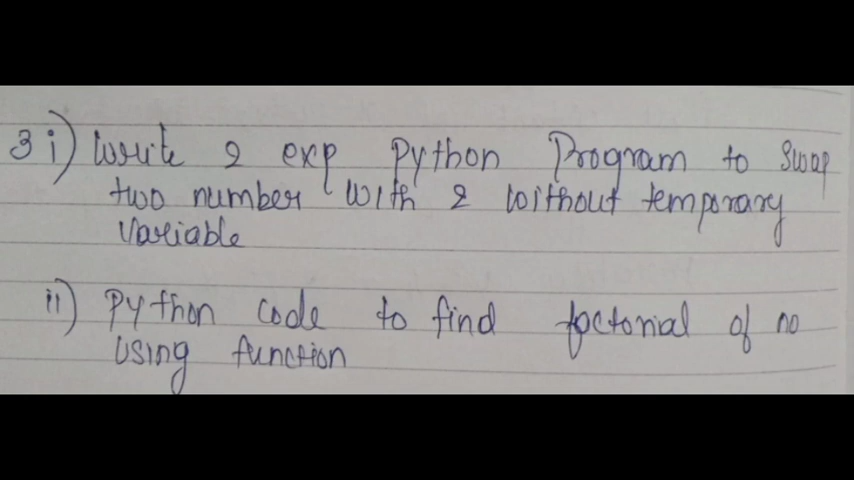 3 i) Write & exp Python Program to swap
two number with & without temporary
variable
ii) Python code to find factorial of no
using function